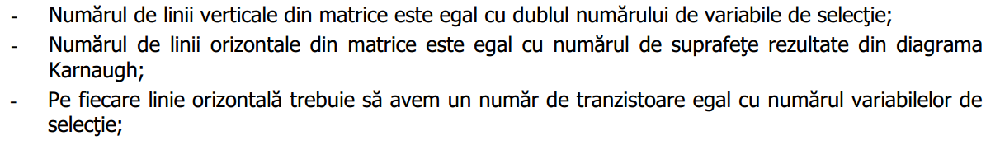 - Numărul de linii verticale din matrice este egal cu dublul numărului de variabile de selecţie;
- Numărul de linii orizontale din matrice este egal cu numărul de suprafeţe rezultate din diagrama
Karnaugh;
- Pe fiecare linie orizontală trebuie să avem un număr de tranzistoare egal cu numărul variabilelor de
selecţie;